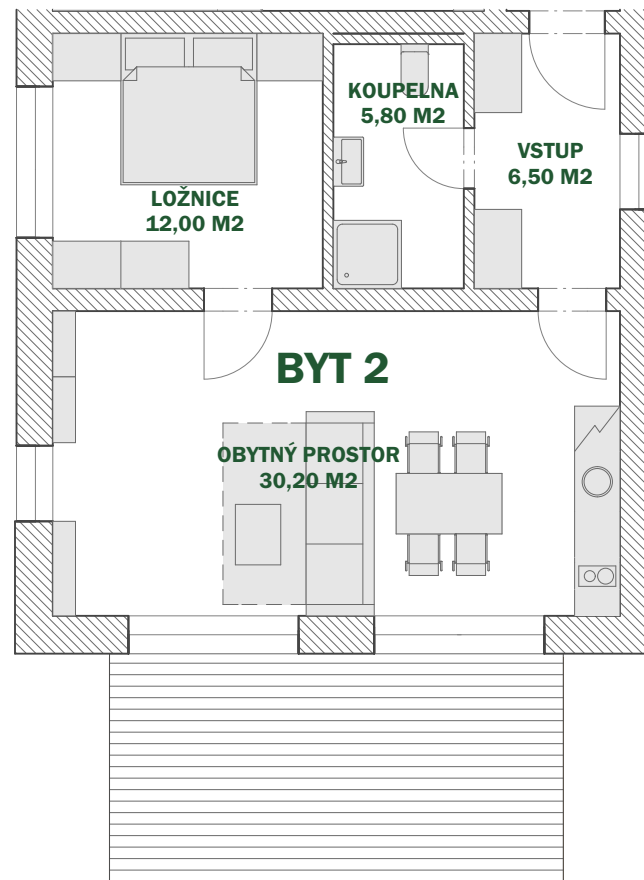 KOUPELNA
5,80 M2
VSTUP
6,50 M2
LOŽNICE
12,00 M2
BYT 2
OBYTNÝ PROSTOR
30,20 M2